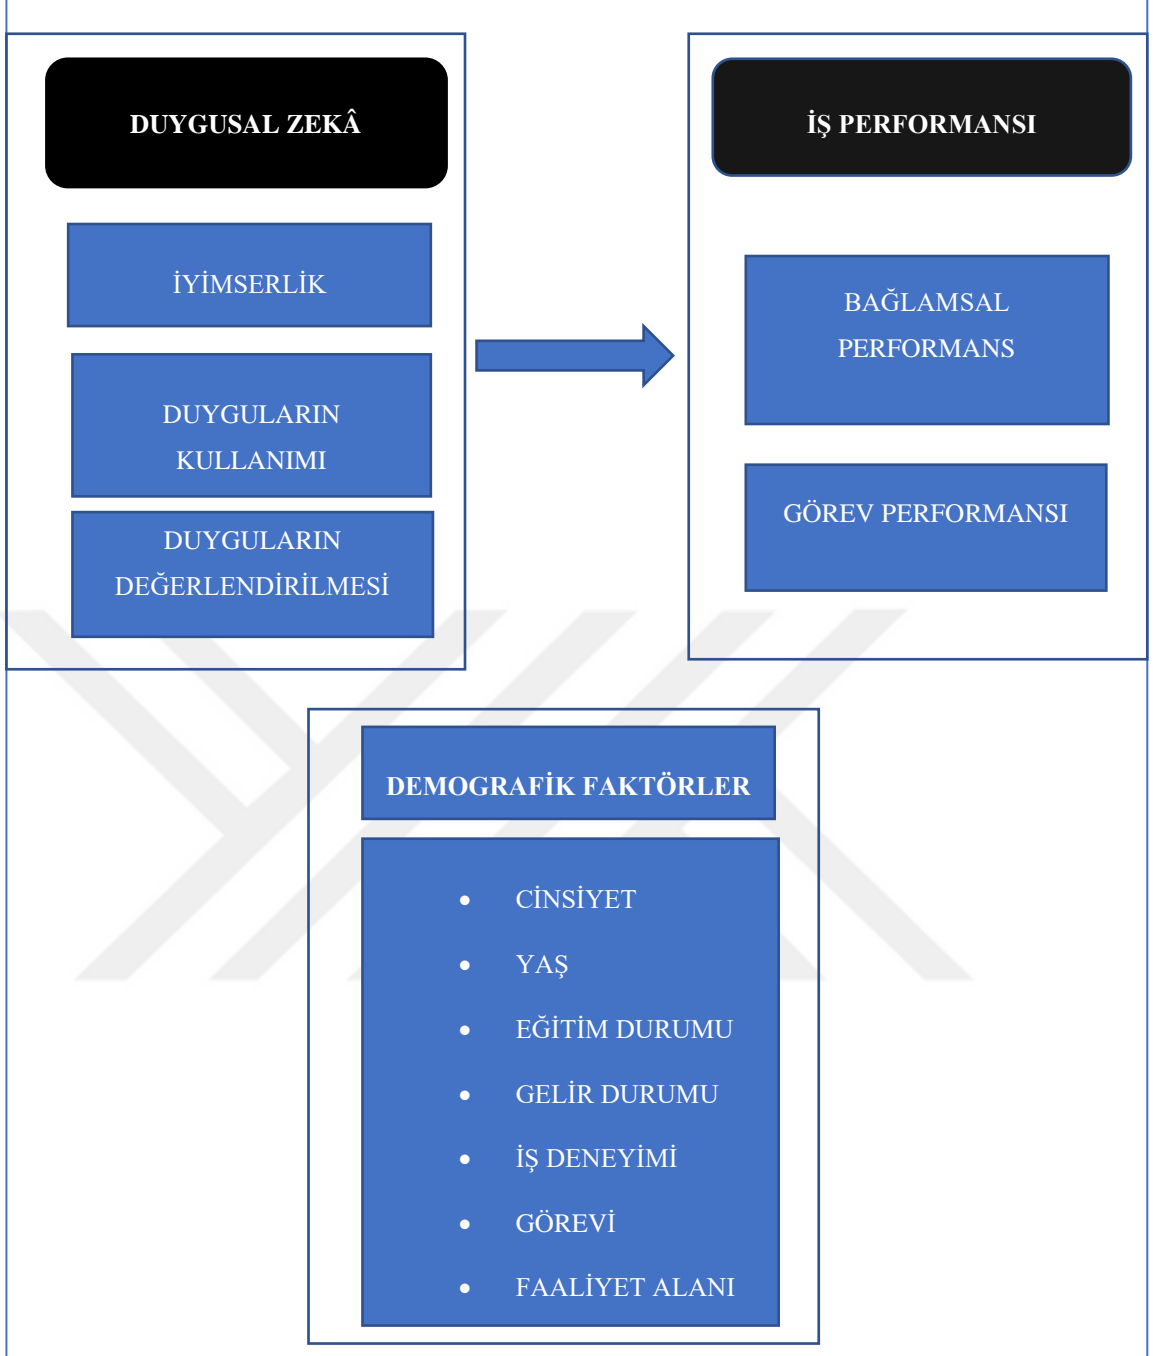 DUYGUSAL ZEKÂ
İYİMSERLİK
DUYGULARIN
KULLANIMI
DUYGULARIN
DEĞERLENDİRİLMESİ
İŞ PERFORMANSI
BAĞLAMSAL
PERFORMANS
GÖREV PERFORMANSI
DEMOGRAFİK FAKTÖRLER
• CİNSİYET
• YAŞ
• EĞİTİM DURUMU
• GELİR DURUMU
• İŞ DENEYİMİ
• GÖREVİ
• FAALİYET ALANI